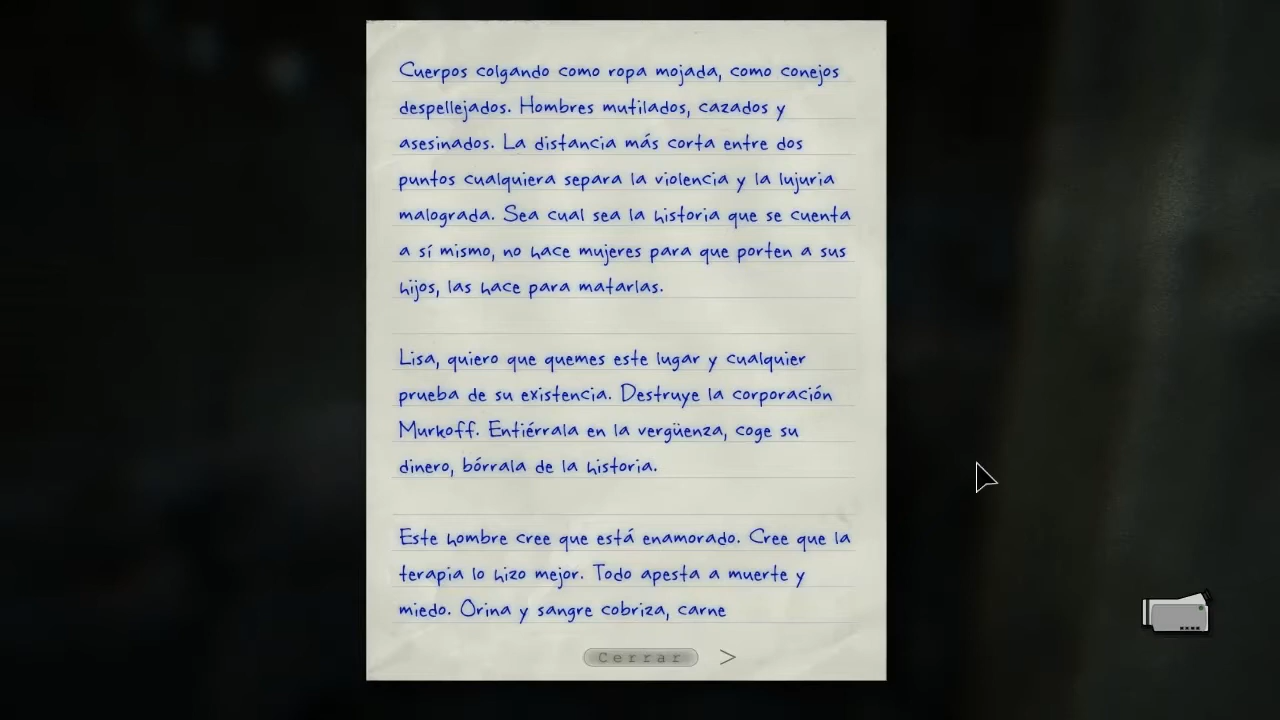 Cuerpos colgando como ropa mojada, como conejos
despellejados. Hombres mutilados, cazados y
asesinados. La distancia más corta entre dos
puntos cualquiera separa la violencia y la lujuria
malograda. Sea cual sea la historia que se cuenta
a sí mismo, no hace mujeres para que porten a sus
hijos, las hace para matarlas.
Lisa, quiero que quemes este lugar y cualquier
prueba de su existencia. Destruye la corporación
Murkoff. Entiérrala en la vergüenza, coge su
dinero, bórrala de la historia.
Este hombre cree que está enamorado. Cree que la
terapia lo hizo mejor. Todo apesta a muerte y
miedo. Orina y sangre cobriza, carne
Cerrar >